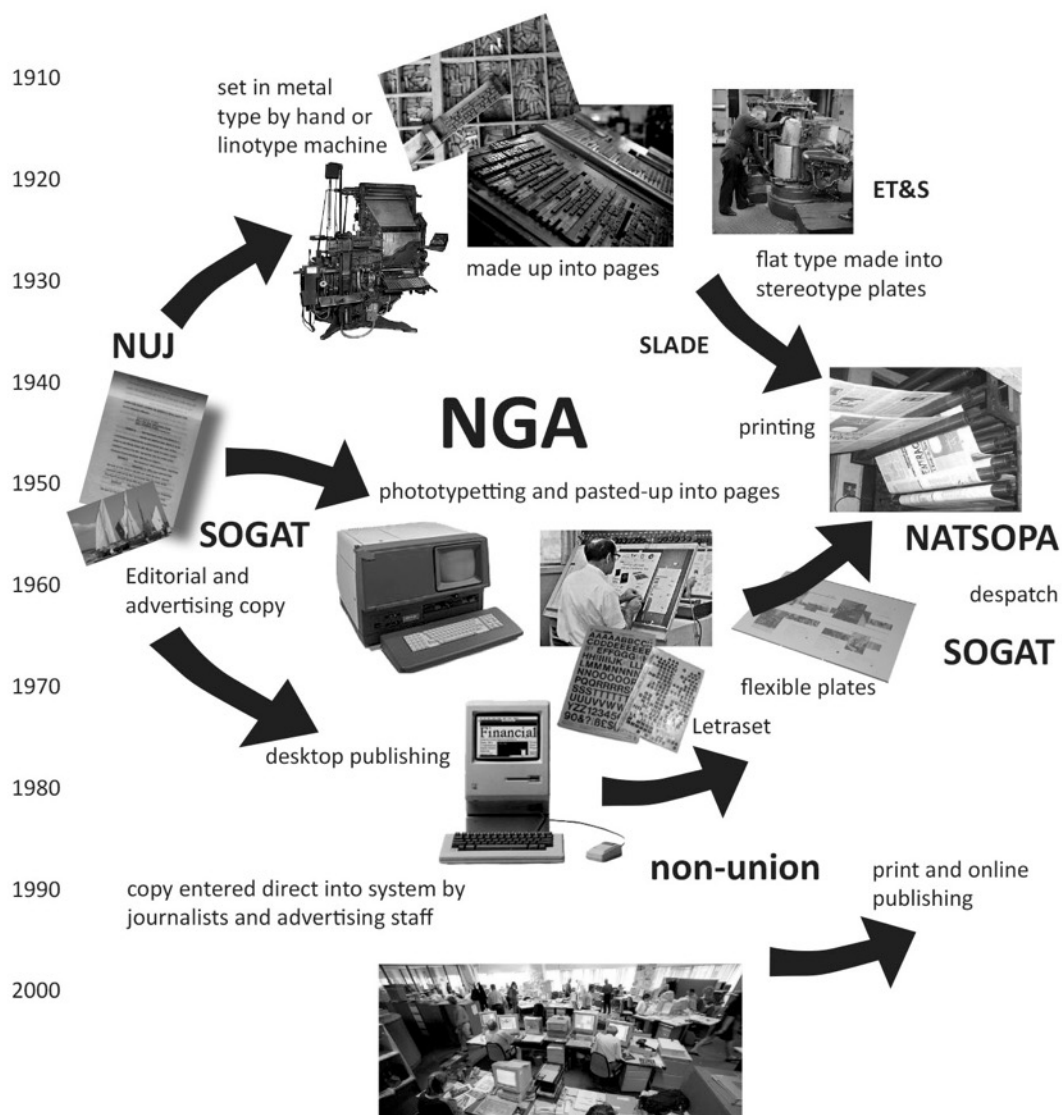 1910
set in metal
type by hand or
linotype machine
1920
ET&S
made up into pages
flat type made into
stereotype plates
1930
NUJ
SLADE
1940
NGA
printing
1950
phototypetting and pasted-up into pages
SOGAT
NATSOPA
Editorial and
advertising copy
1960
despatch
SOGAT
1970
flexible plates
Letraset
desktop publishing
Financial
1980
non-union
print and online
publishing
1990
copy entered direct into system by
journalists and advertising staff
2000